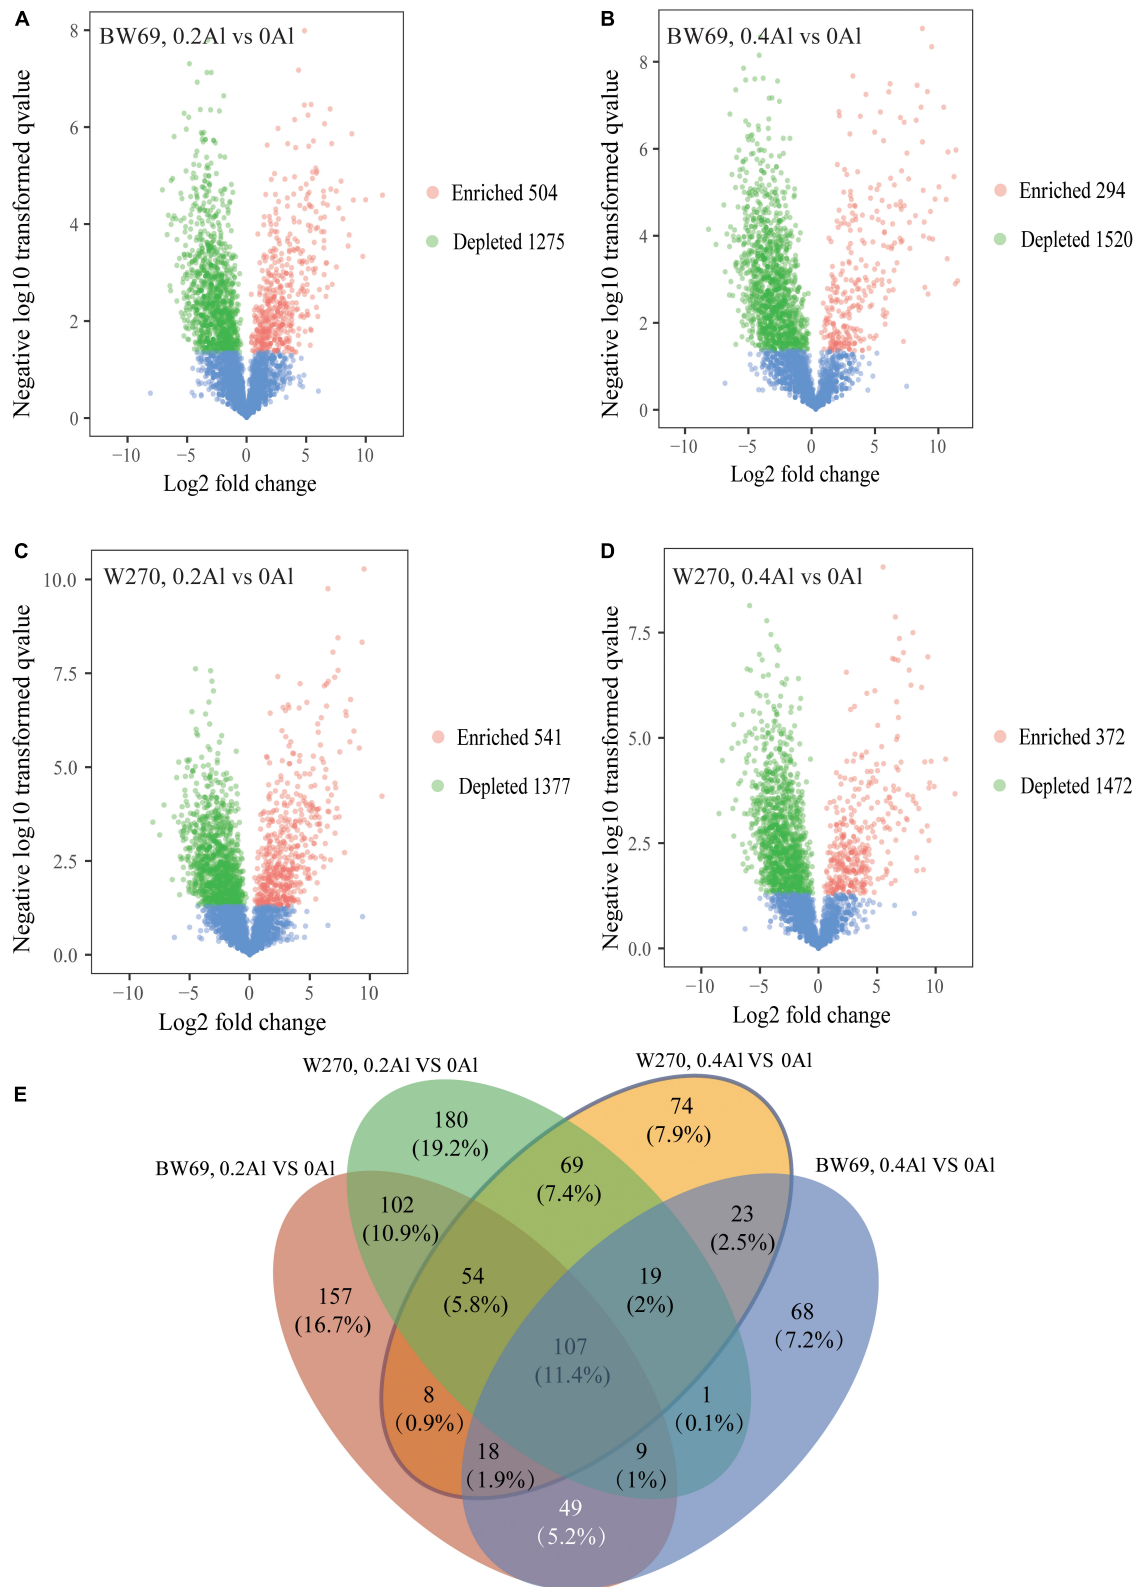 A
BW69, 0.2Al vs 0Al
Negative log10 transformed qvalue
8
6
4
2
0
−10
−5
0
5
10
Log2 fold change
Enriched 504
Depleted 1275
B
BW69, 0.4Al vs 0Al
Negative log10 transformed qvalue
8
6
4
2
0
−10
−5
0
5
10
Log2 fold change
Enriched 294
Depleted 1520
C
W270, 0.2Al vs 0Al
Negative log10 transformed qvalue
10.0
7.5
5.0
2.5
0.0
−10
−5
0
5
10
Log2 fold change
Enriched 541
Depleted 1377
D
W270, 0.4Al vs 0Al
Negative log10 transformed qvalue
7.5
5.0
2.5
0.0
−10
−5
0
5
10
Log2 fold change
Enriched 372
Depleted 1472
E
W270, 0.2Al VS 0Al
W270, 0.4Al VS 0Al
BW69, 0.2Al VS 0Al
BW69, 0.4Al VS 0Al
180
(19.2%)
74
(7.9%)
69
(7.4%)
102
(10.9%)
23
(2.5%)
54
(5.8%)
19
(2%)
157
(16.7%)
68
(7.2%)
107
(11.4%)
8
(0.9%)
1
(0.1%)
18
(1.9%)
9
(1%)
49
(5.2%)